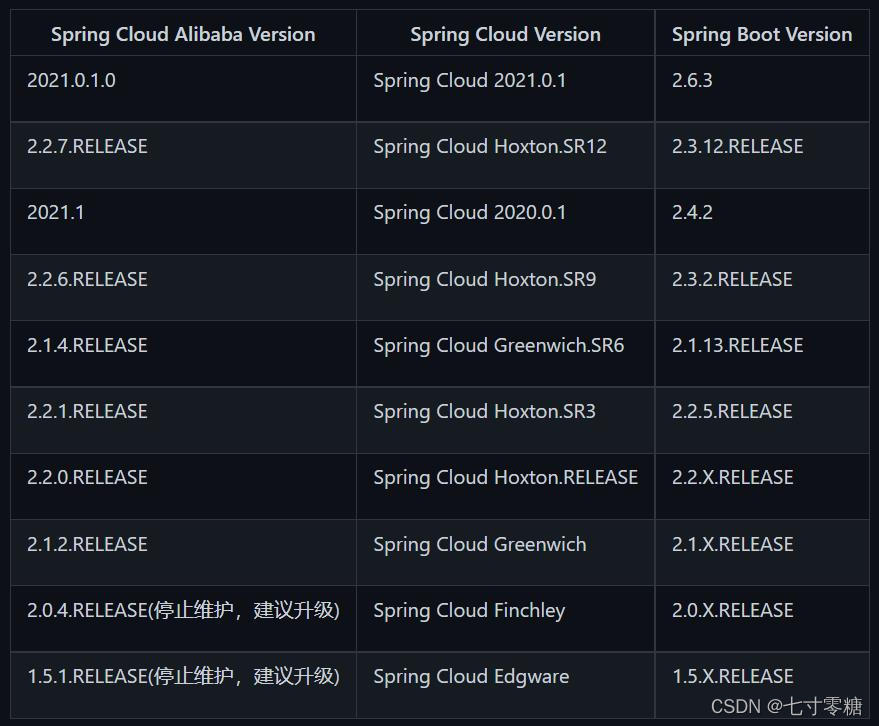 Spring Cloud Alibaba Version Spring Cloud Version Spring Boot Version
2021.0.1.0 Spring Cloud 2021.0.1 2.6.3
2.2.7.RELEASE Spring Cloud Hoxton.SR12 2.3.12.RELEASE
2021.1 Spring Cloud 2020.0.1 2.4.2
2.2.6.RELEASE Spring Cloud Hoxton.SR9 2.3.2.RELEASE
2.1.4.RELEASE Spring Cloud Greenwich.SR6 2.1.13.RELEASE
2.2.1.RELEASE Spring Cloud Hoxton.SR3 2.2.5.RELEASE
2.2.0.RELEASE Spring Cloud Hoxton.RELEASE 2.2.X.RELEASE
2.1.2.RELEASE Spring Cloud Greenwich 2.1.X.RELEASE
2.0.4.RELEASE(停止维护，建议升级) Spring Cloud Finchley 2.0.X.RELEASE
1.5.1.RELEASE(停止维护，建议升级) Spring Cloud Edgware 1.5.X.RELEASE
CSDN @七寸零糖